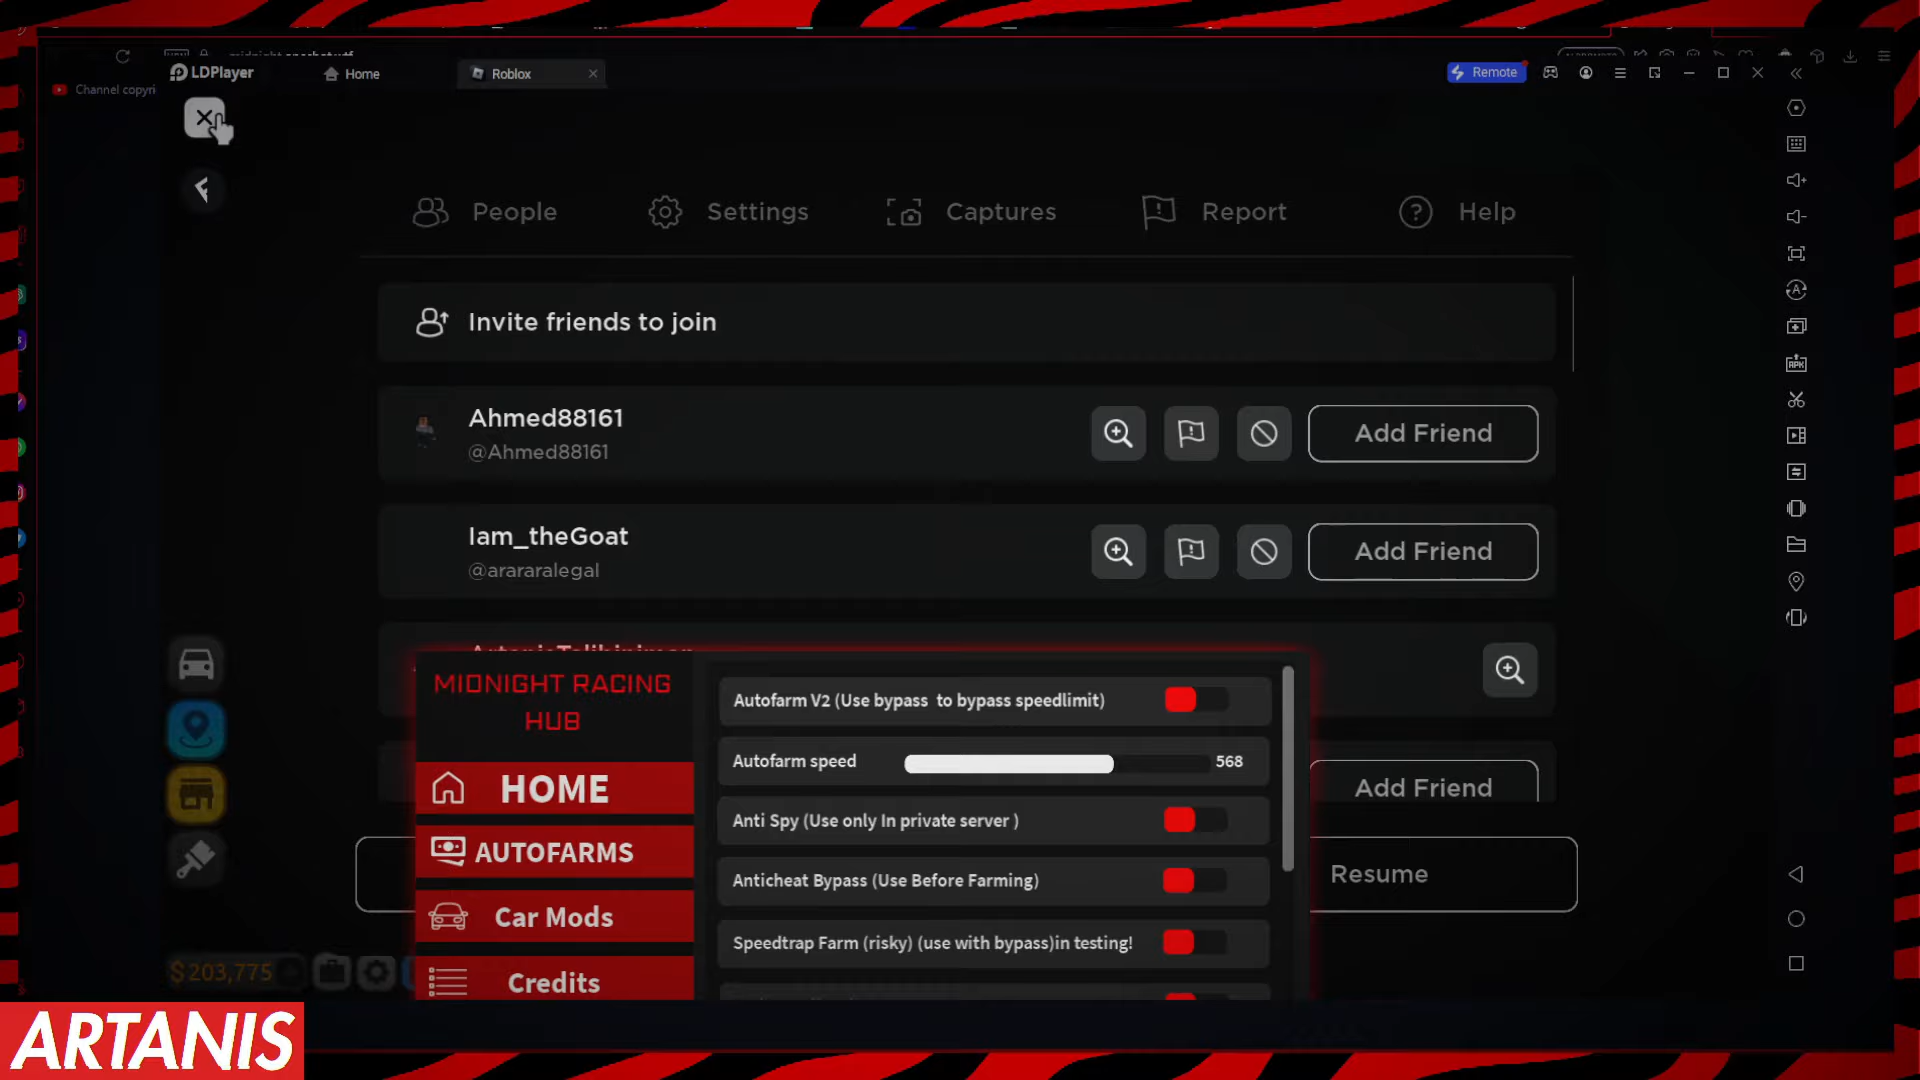 Channel copyri
LDPlayer
Home
Roblox
Remote
People
Settings
Captures
Report
Help
Invite friends to join
Ahmed88161
@Ahmed88161
Add Friend
Iam_theGoat
@arararalegal
Add Friend
MIDNIGHT RACING
HUB
HOME
AUTOFARMS
Car Mods
Credits
Autofarm V2 (Use bypass to bypass speedlimit)
Autofarm speed
568
Anti Spy (Use only In private server )
Anticheat Bypass (Use Before Farming)
Speedtrap Farm (risky) (use with bypass)in testing!
Add Friend
Resume
$203,775
ARTANIS